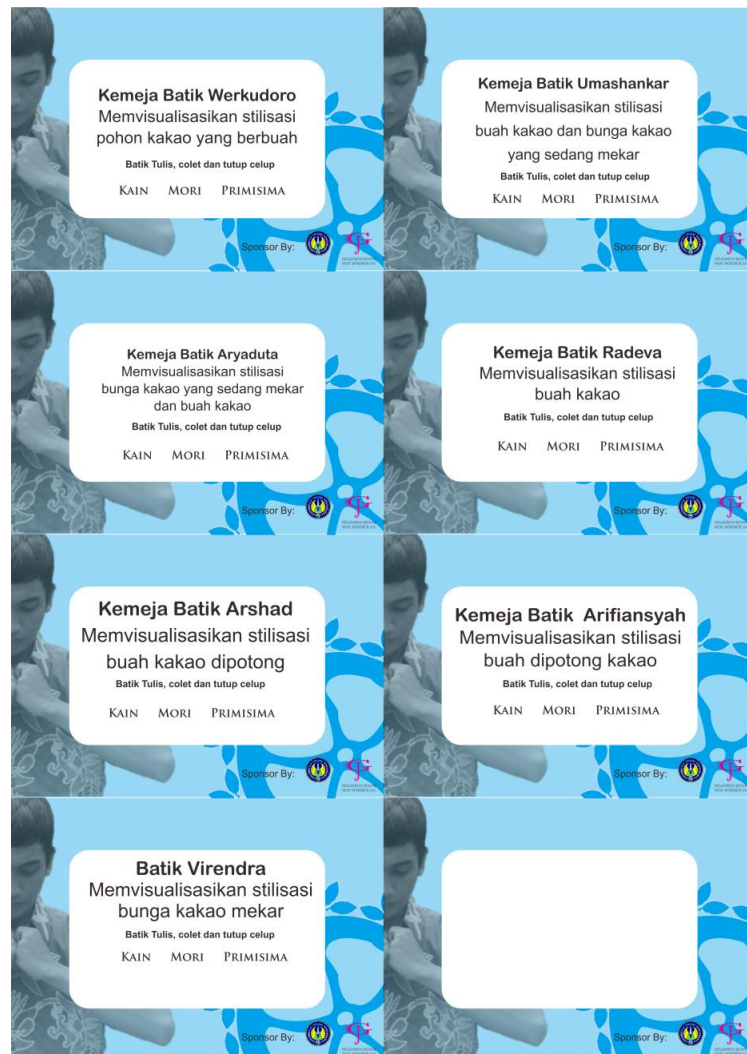 Kemeja Batik Werkudoro
Memvisualisasikan stilisasi
pohon kakao yang berbuah
Batik Tulis, colet dan tutup celup
KAIN MORI PRIMISIMA
Sponsor By:
Kemeja Batik Umashankar
Memvisualisasikan stilisasi
buah kakao dan bunga kakao
yang sedang mekar
Batik Tulis, colet dan tutup celup
KAIN MORI PRIMISIMA
Sponsor By:
Kemeja Batik Aryaduta
Memvisualisasikan stilisasi
bunga kakao yang sedang mekar
dan buah kakao
Batik Tulis, colet dan tutup celup
KAIN MORI PRIMISIMA
Sponsor By:
Kemeja Batik Radeva
Memvisualisasikan stilisasi
buah kakao
Batik Tulis, colet dan tutup celup
KAIN MORI PRIMISIMA
Sponsor By:
Kemeja Batik Arshad
Memvisualisasikan stilisasi
buah kakao dipotong
Batik Tulis, colet dan tutup celup
KAIN MORI PRIMISIMA
Sponsor By:
Kemeja Batik Arifiansyah
Memvisualisasikan stilisasi
buah dipotong kakao
Batik Tulis, colet dan tutup celup
KAIN MORI PRIMISIMA
Sponsor By:
Batik Virendra
Memvisualisasikan stilisasi
bunga kakao mekar
Batik Tulis, colet dan tutup celup
KAIN MORI PRIMISIMA
Sponsor By:
Sponsor By: